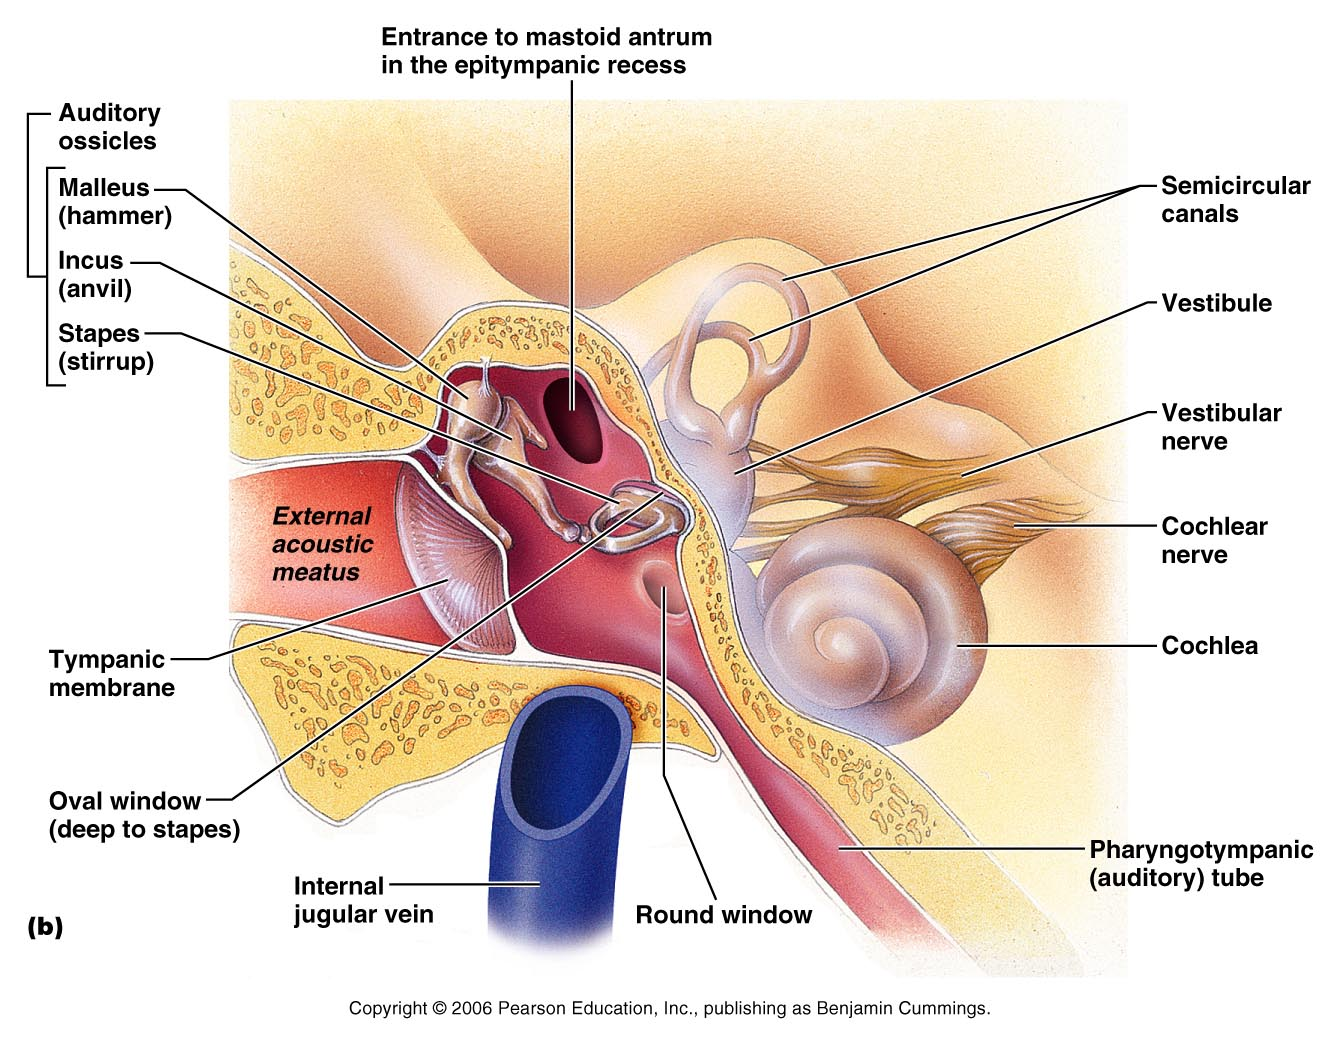 Entrance to mastoid antrum
in the epitympanic recess
Auditory
ossicles
Malleus
(hammer)
Incus
(anvil)
Stapes
(stirrup)
External
acoustic
meatus
Tympanic
membrane
Oval window
(deep to stapes)
Internal
jugular vein
Round window
Semicircular
canals
Vestibule
Vestibular
nerve
Cochlear
nerve
Cochlea
Pharyngotympanic
(auditory) tube
(b)
Copyright © 2006 Pearson Education, Inc., publishing as Benjamin Cummings.